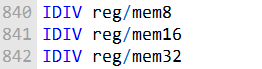 840 IDIV reg/mem8
841 IDIV reg/mem16
842 IDIV reg/mem32